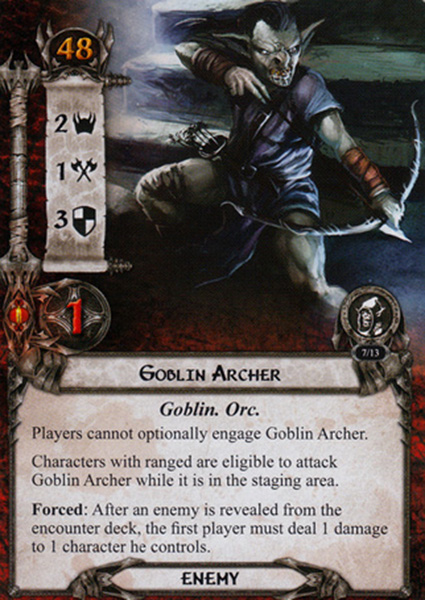 48
2
1
3
1
7/13
Goblin Archer
Goblin. Orc.
Players cannot optionally engage Goblin Archer.
Characters with ranged are eligible to attack
Goblin Archer while it is in the staging area.
Forced: After an enemy is revealed from the
encounter deck, the first player must deal 1 damage
to 1 character he controls.
ENEMY